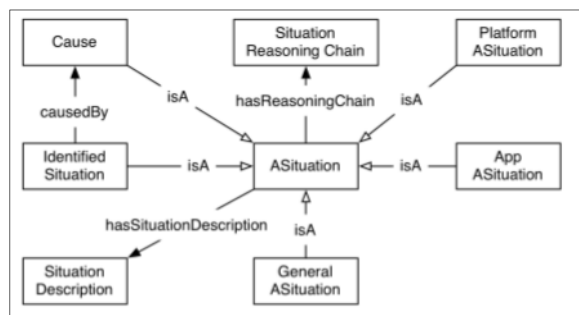 Cause
Situation
Reasoning Chain
Platform
ASituation
isA
hasReasoningChain
isA
causedBy
Identified
Situation
isA
ASituation
isA
App
ASituation
hasSituationDescription
isA
Situation
Description
General
ASituation